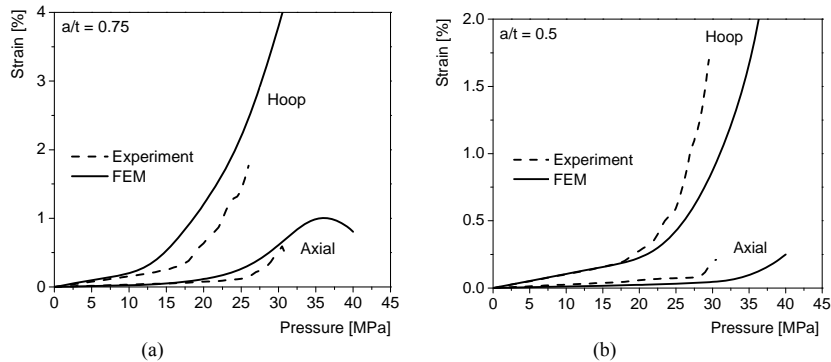 a/t = 0.75
Strain [%]
4
3
2
1
0
Hoop
Experiment
FEM
Axial
0 5 10 15 20 25 30 35 40 45
Pressure [MPa]
(a)
a/t = 0.5
Strain [%]
2.0
1.5
1.0
0.5
0.0
Hoop
Experiment
FEM
Axial
0 5 10 15 20 25 30 35 40 45
Pressure [MPa]
(b)